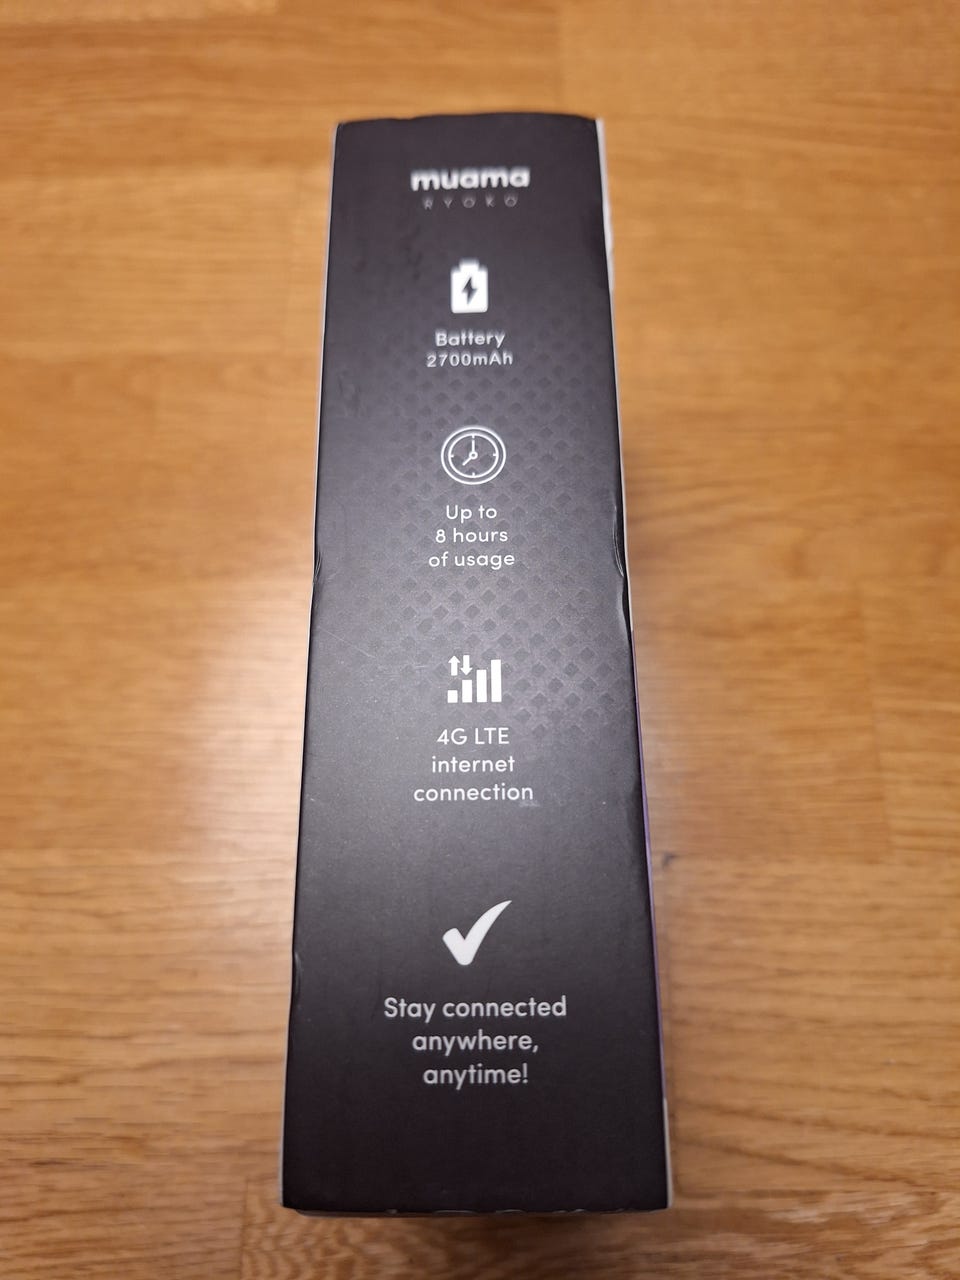 muama
RYOKO
Battery
2700mAh
Up to
8 hours
of usage
4G LTE
internet
connection
Stay connected
anywhere,
anytime!